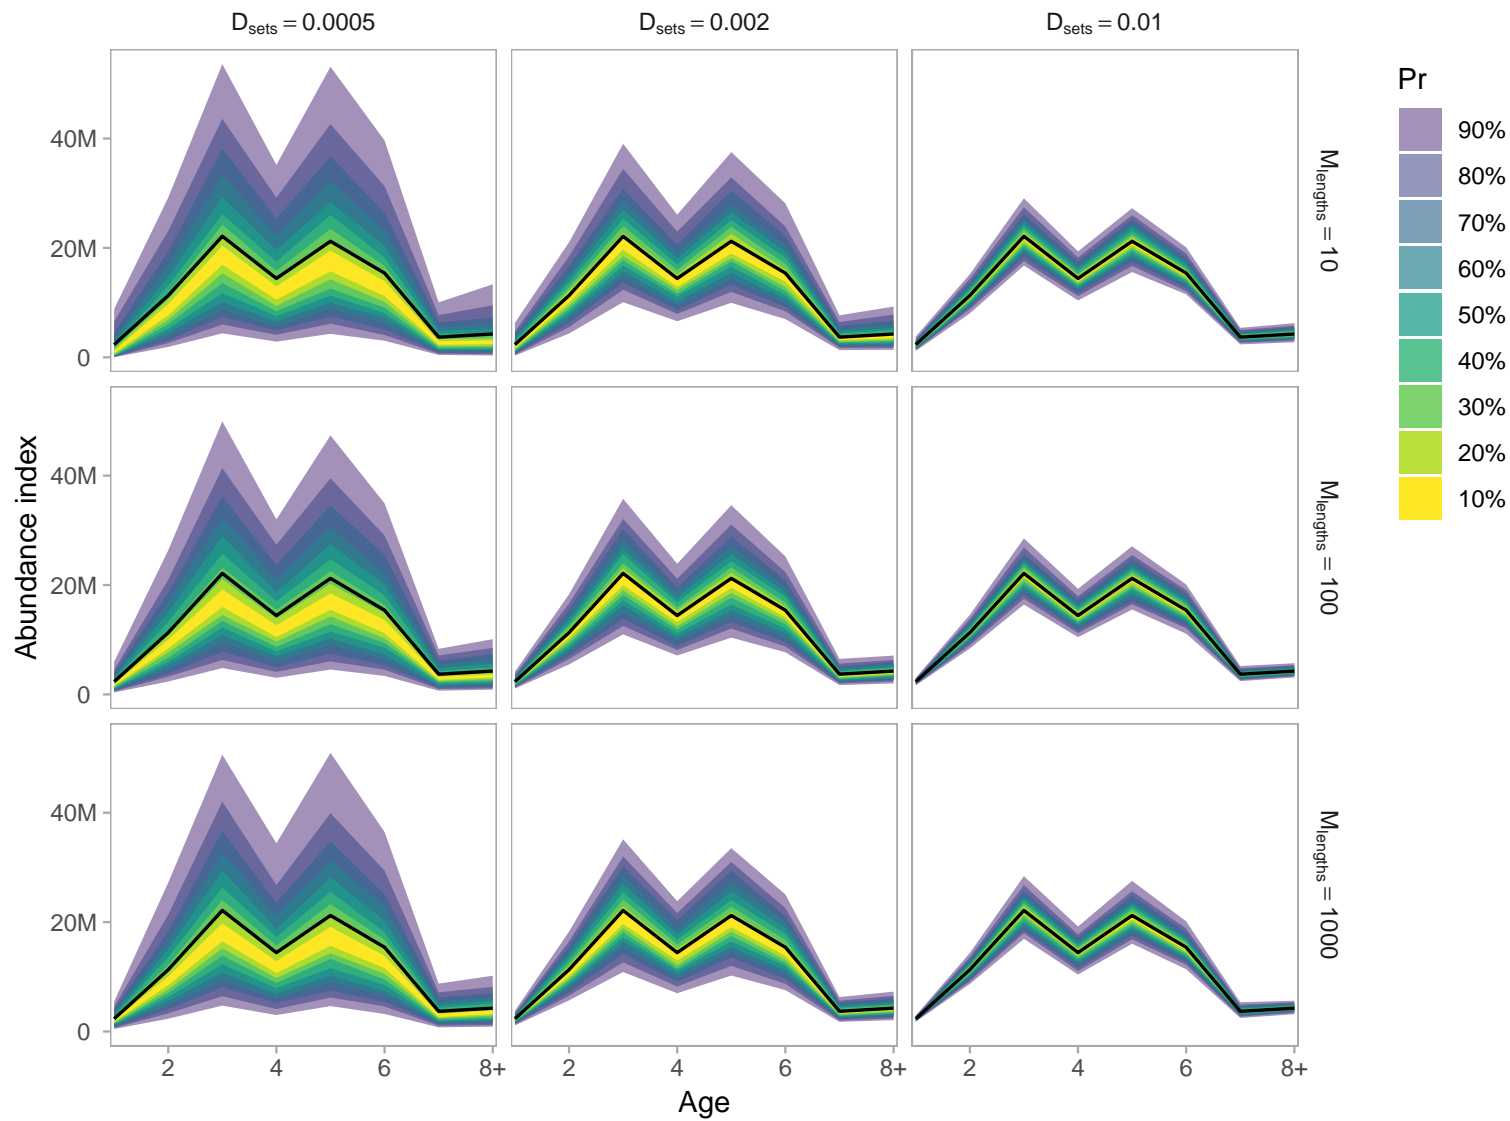 D_sets = 0.0005
D_sets = 0.002
D_sets = 0.01
Pr
90%
80%
70%
60%
50%
40%
30%
20%
10%
M_lengths = 10
M_lengths = 100
M_lengths = 1000
Abundance index
40M
20M
0
40M
20M
0
40M
20M
0
2 4 6 8+
2 4 6 8+
2 4 6 8+
Age